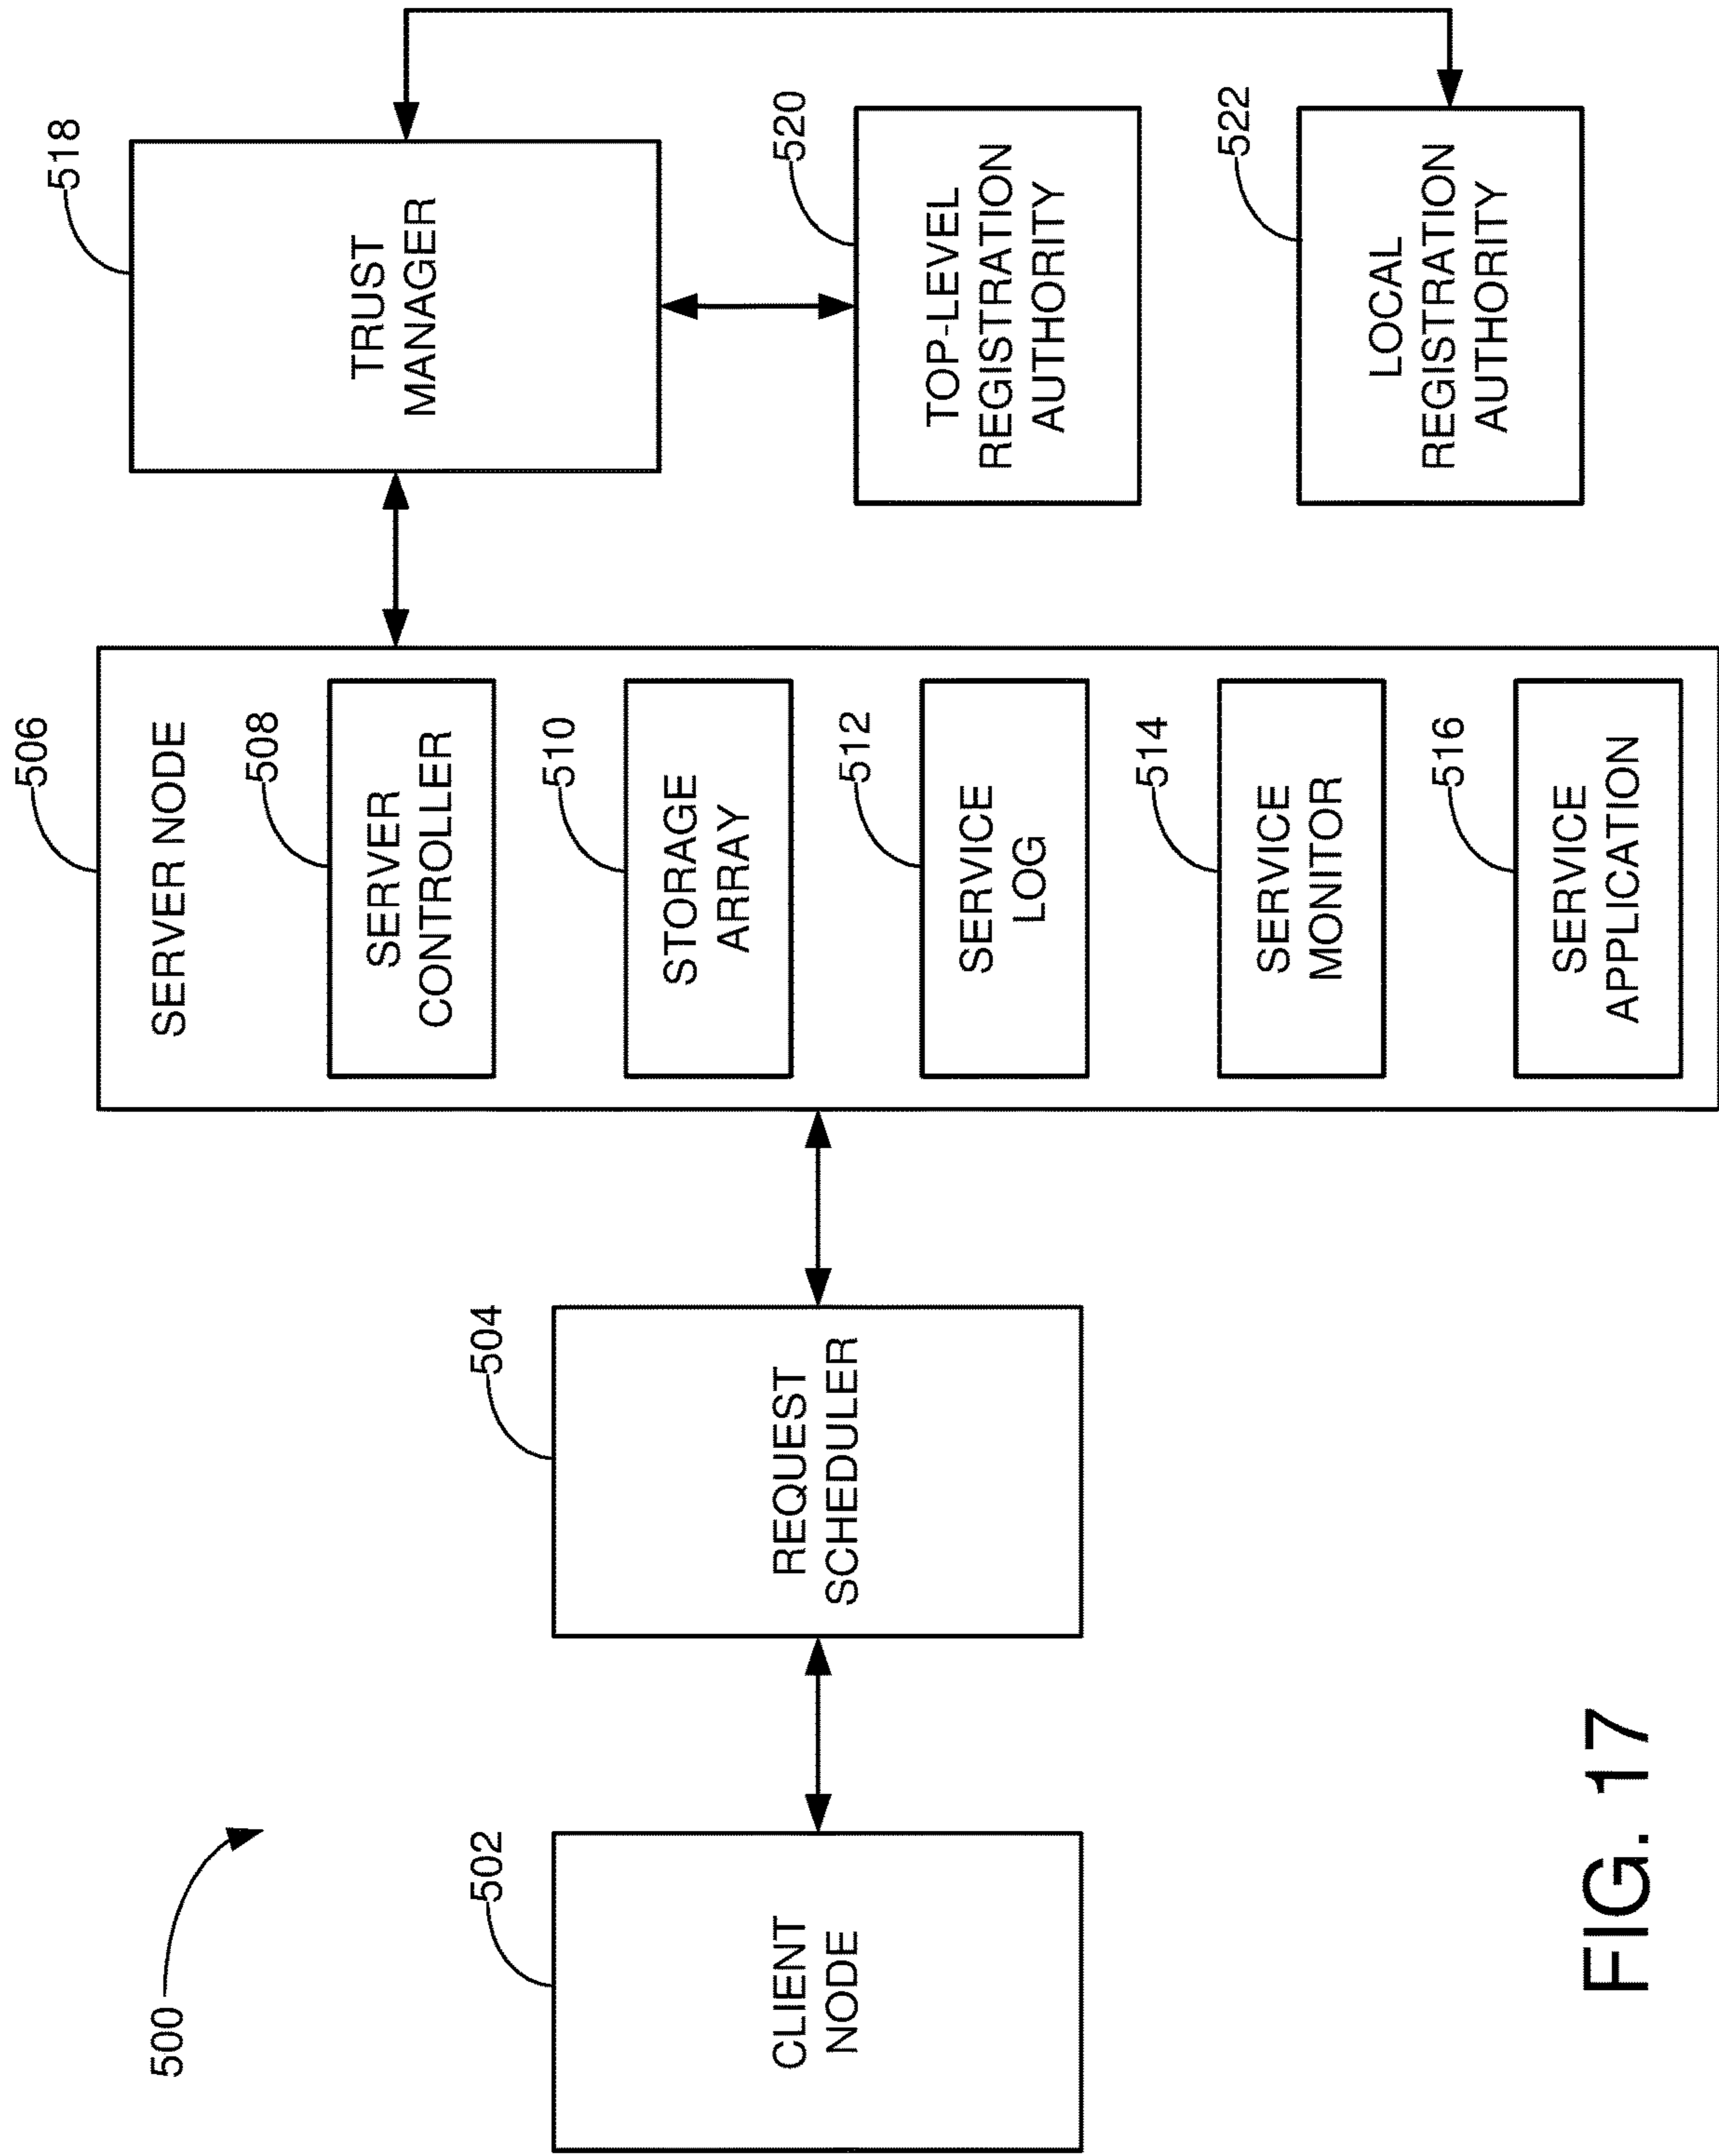 500
502
CLIENT
NODE
504
REQUEST
SCHEDULER
506
SERVER NODE
508
SERVER
CONTROLLER
510
STORAGE
ARRAY
512
SERVICE
LOG
514
SERVICE
MONITOR
516
SERVICE
APPLICATION
518
TRUST
MANAGER
520
TOP-LEVEL
REGISTRATION
AUTHORITY
522
LOCAL
REGISTRATION
AUTHORITY
FIG. 17